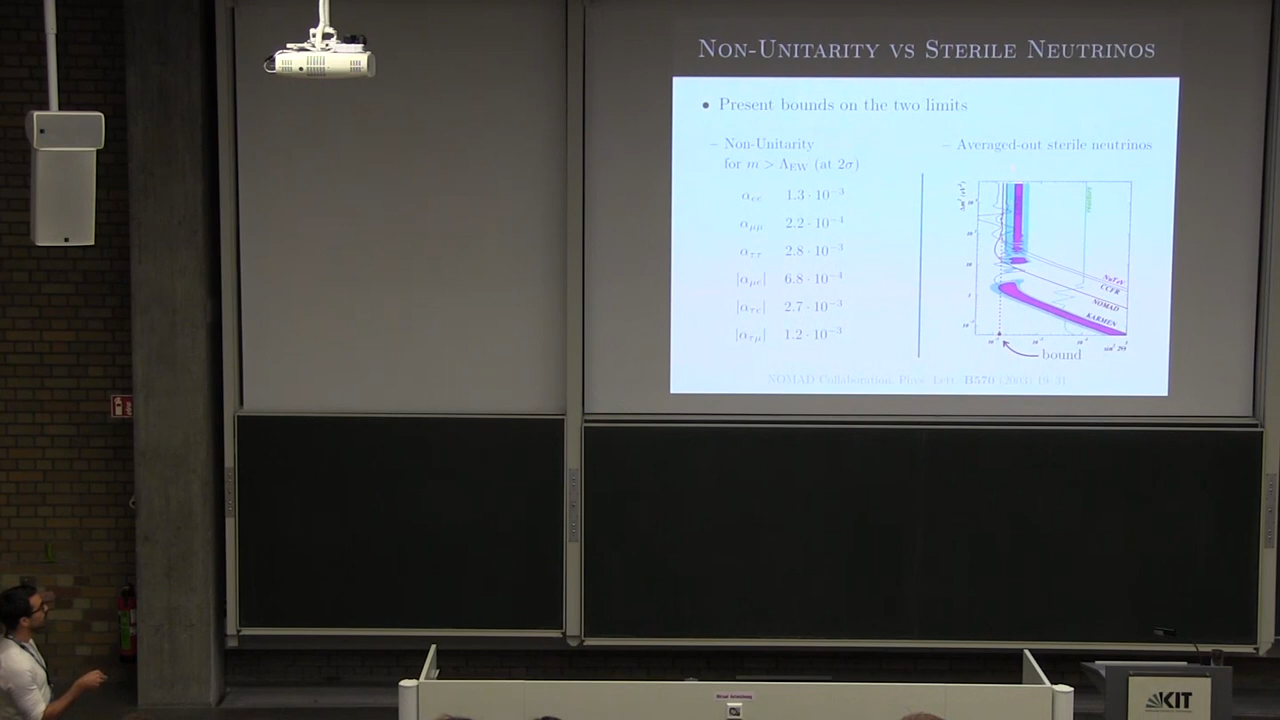 NON-UNITARITY VS STERILE NEUTRINOS
• Present bounds on the two limits
– Non-Unitarity
for m > Λ_EW (at 2σ)
α_ee 1.3 · 10⁻³
α_μμ 2.2 · 10⁻⁴
α_ττ 2.8 · 10⁻³
|α_μe| 6.8 · 10⁻⁴
|α_τe| 2.7 · 10⁻³
|α_τμ| 1.2 · 10⁻³
– Averaged-out sterile neutrinos
NuTeV
CCFR
NOMAD
KARMEN
bound
NOMAD Collaboration, Phys. Lett. B570 (2003) 19–31
KIT